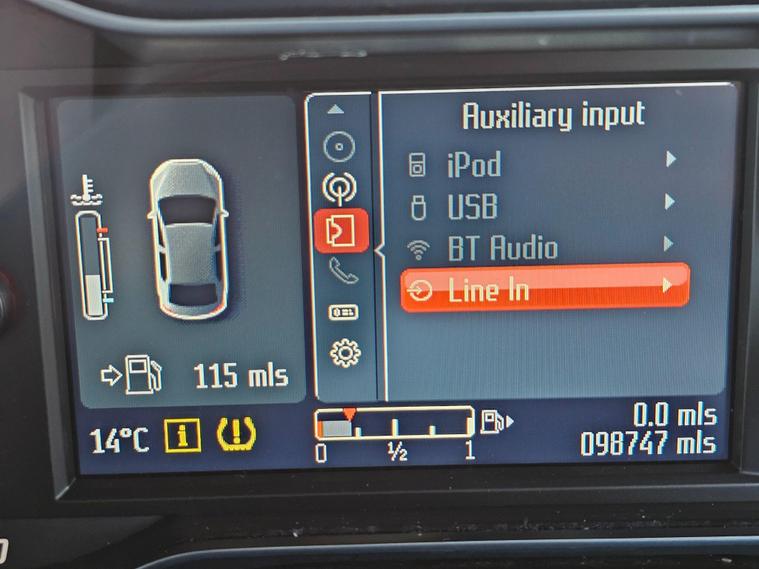 Auxiliary input
iPod
USB
BT Audio
Line In
115 mls
14°C
0 ½ 1
0.0 mls
098747 mls